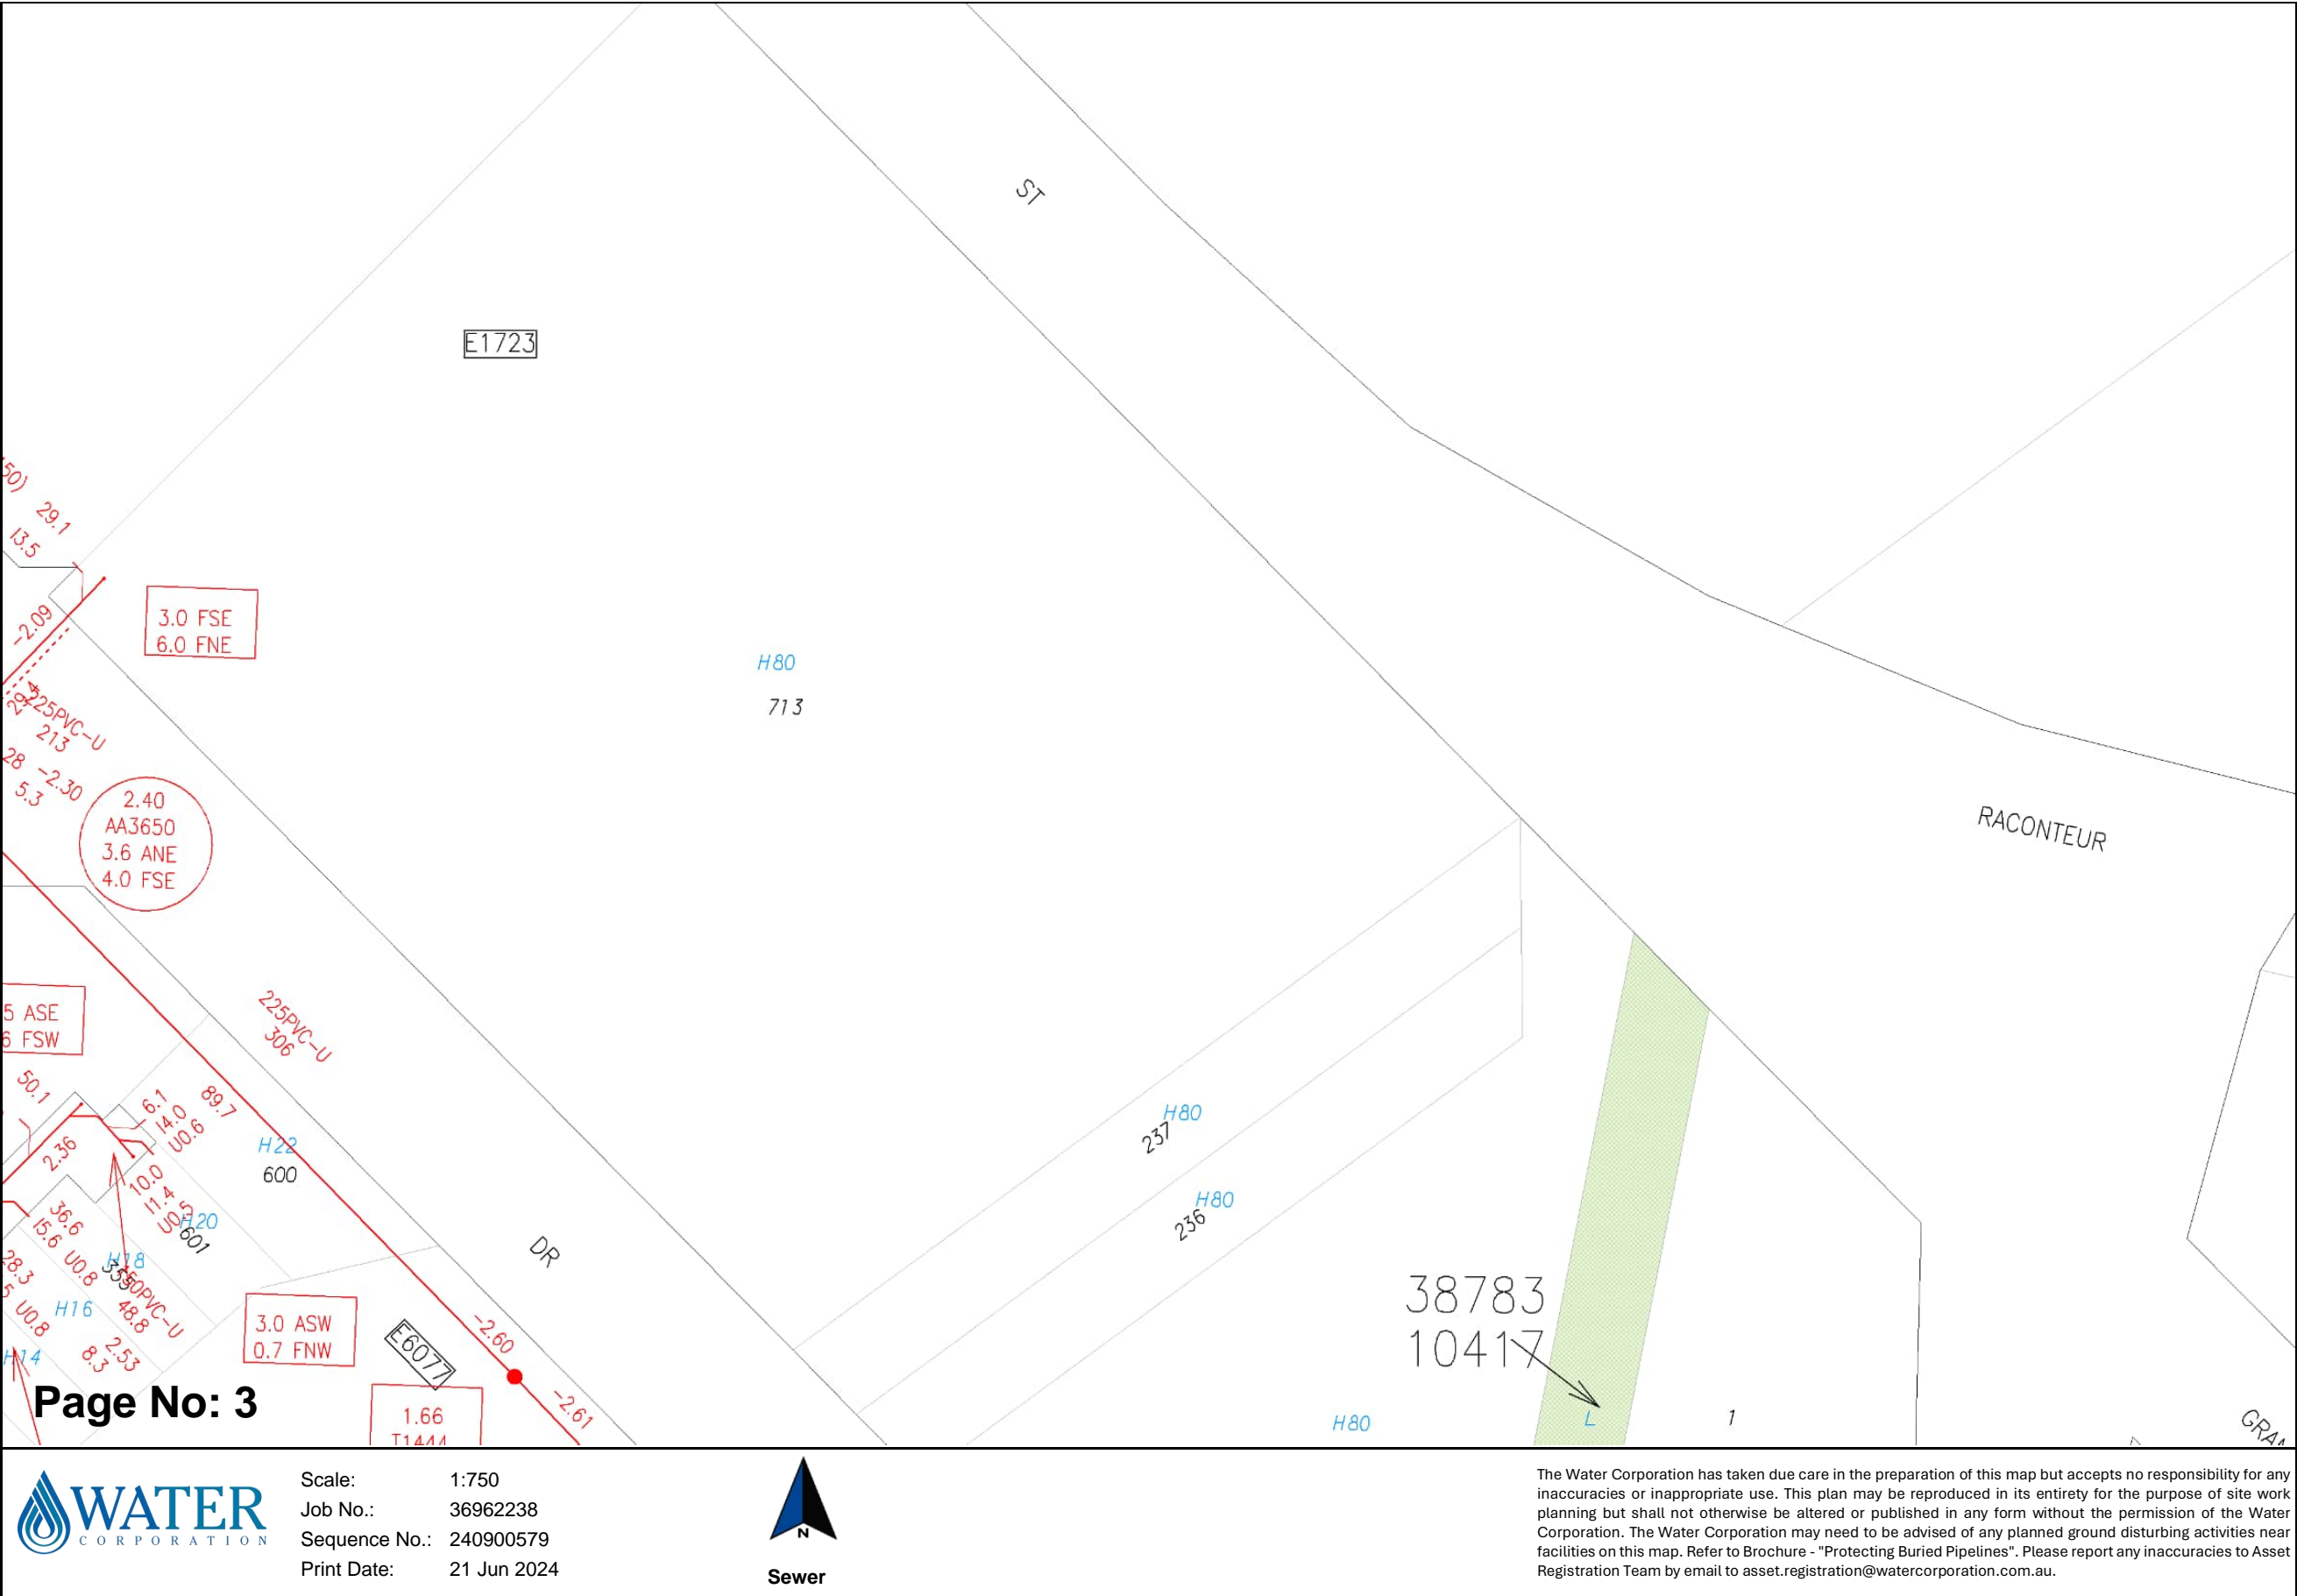 ST
E1723
50)
29.1
13.5
-2.09
3.0 FSE
6.0 FNE
H80
713
29.4
225PVC-U
213
28 -2.30
5.3
2.40
AA3650
3.6 ANE
4.0 FSE
RACONTEUR
5 ASE
6 FSW
225PVC-U
306
50.1
6.1
14.0
U0.6
89.7
2.36
H22
600
10.0
11.4
U0.5
H20
601
36.6
15.6 U0.8
H18
355
150PVC-U
48.8
28.3
5 U0.8
H16
2.53
8.3
H14
H80
237
H80
236
DR
3.0 ASW
0.7 FNW
E6077
-2.60
-2.61
1.66
T1444
38783
10417
L
1
H80
Page No: 3
WATER
CORPORATION
Scale: 1:750
Job No.: 36962238
Sequence No.: 240900579
Print Date: 21 Jun 2024
N
Sewer
The Water Corporation has taken due care in the preparation of this map but accepts no responsibility for any
inaccuracies or inappropriate use. This plan may be reproduced in its entirety for the purpose of site work
planning but shall not otherwise be altered or published in any form without the permission of the Water
Corporation. The Water Corporation may need to be advised of any planned ground disturbing activities near
facilities on this map. Refer to Brochure - "Protecting Buried Pipelines". Please report any inaccuracies to Asset
Registration Team by email to asset.registration@watercorporation.com.au.